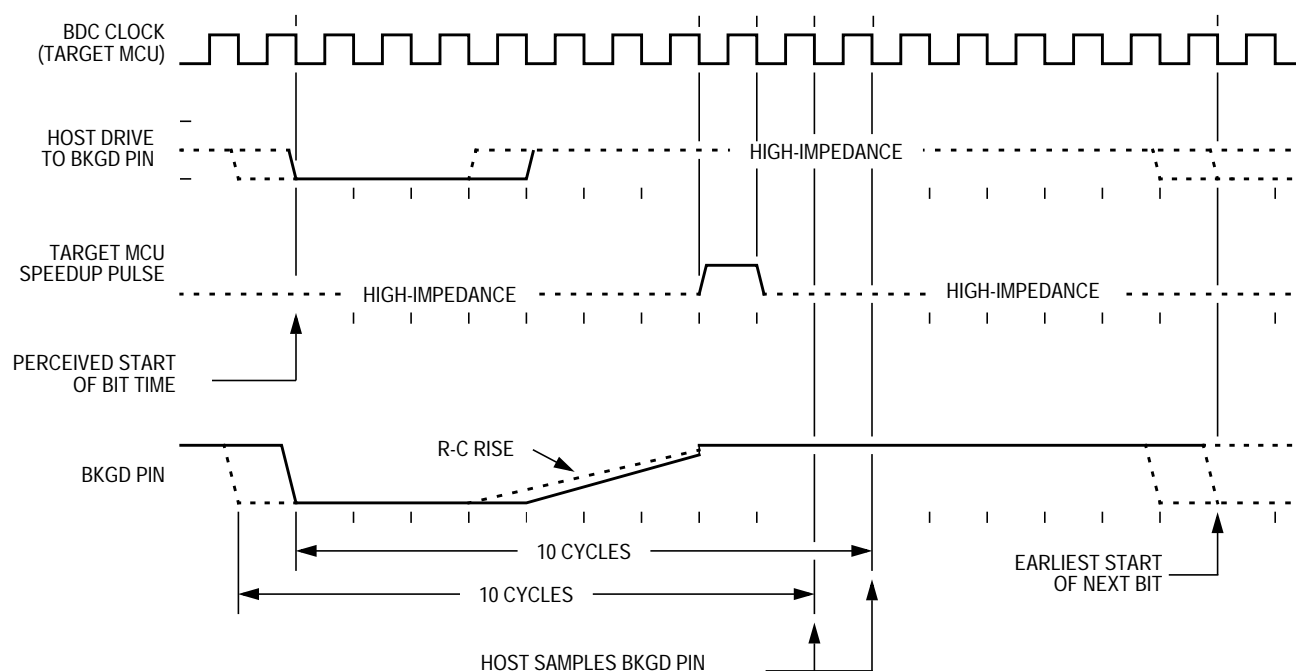 BDC CLOCK
(TARGET MCU)
HOST DRIVE
TO BKGD PIN
HIGH-IMPEDANCE
TARGET MCU
SPEEDUP PULSE
HIGH-IMPEDANCE
HIGH-IMPEDANCE
PERCEIVED START
OF BIT TIME
R-C RISE
BKGD PIN
10 CYCLES
EARLIEST START
OF NEXT BIT
10 CYCLES
HOST SAMPLES BKGD PIN